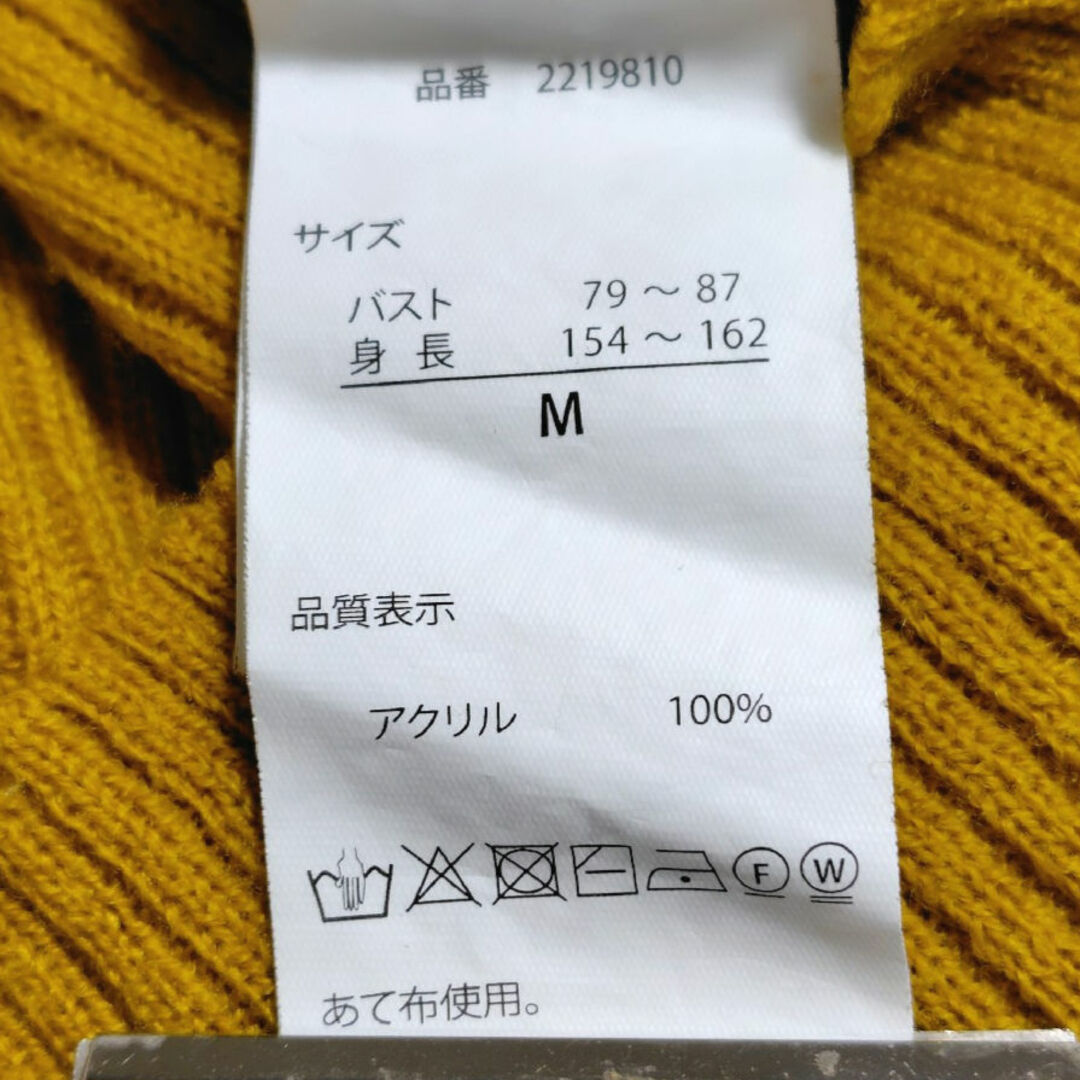 品番 2219810
サイズ
バスト 79 ～ 87
身 長 154 ～ 162
M
品質表示
アクリル 100%
F W
あて布使用。